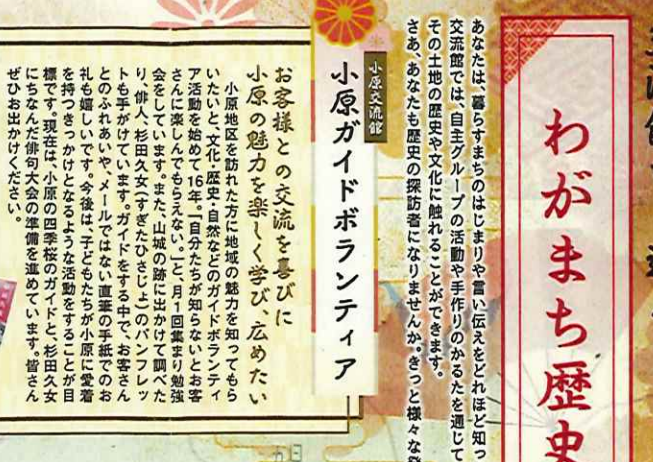 わがまち歴史
あなたは、暮らすまちのはじまりや言い伝えをどれほど知っ
交流館では、自主グループの活動や手作りのかるたを通じて
その土地の歴史や文化に触れることができます。
さあ、あなたも歴史の探訪者になりませんか。きっと様々な発
小原交流館
小原ガイドボランティア
お客様との交流を喜びに
小原の魅力を楽しく学び、広めたい
小原地区を訪れた方に地域の魅力を知ってもら
いたいと、文化・歴史・自然などのガイドボランティ
ア活動を始めて16年。「自分たちが知らないとお客
さんに楽しんでもらえない。」と、月1回集まり勉強
会をしています。また、山城の跡に出かけて調べた
り、俳人、杉田久女(すぎたひさじょ)のパンフレッ
トも手がけています。ガイドをする中で、お客さん
とのふれあいや、メールではない直筆の手紙でのお
礼も嬉しいです。今後は、子どもたちが小原に愛着
を持つきっかけとなるような活動をすることが目
標です。現在は、小原の四季桜のガイドと、杉田久女
にちなんだ俳句大会の準備を進めています。皆さん
ぜひお出かけください。